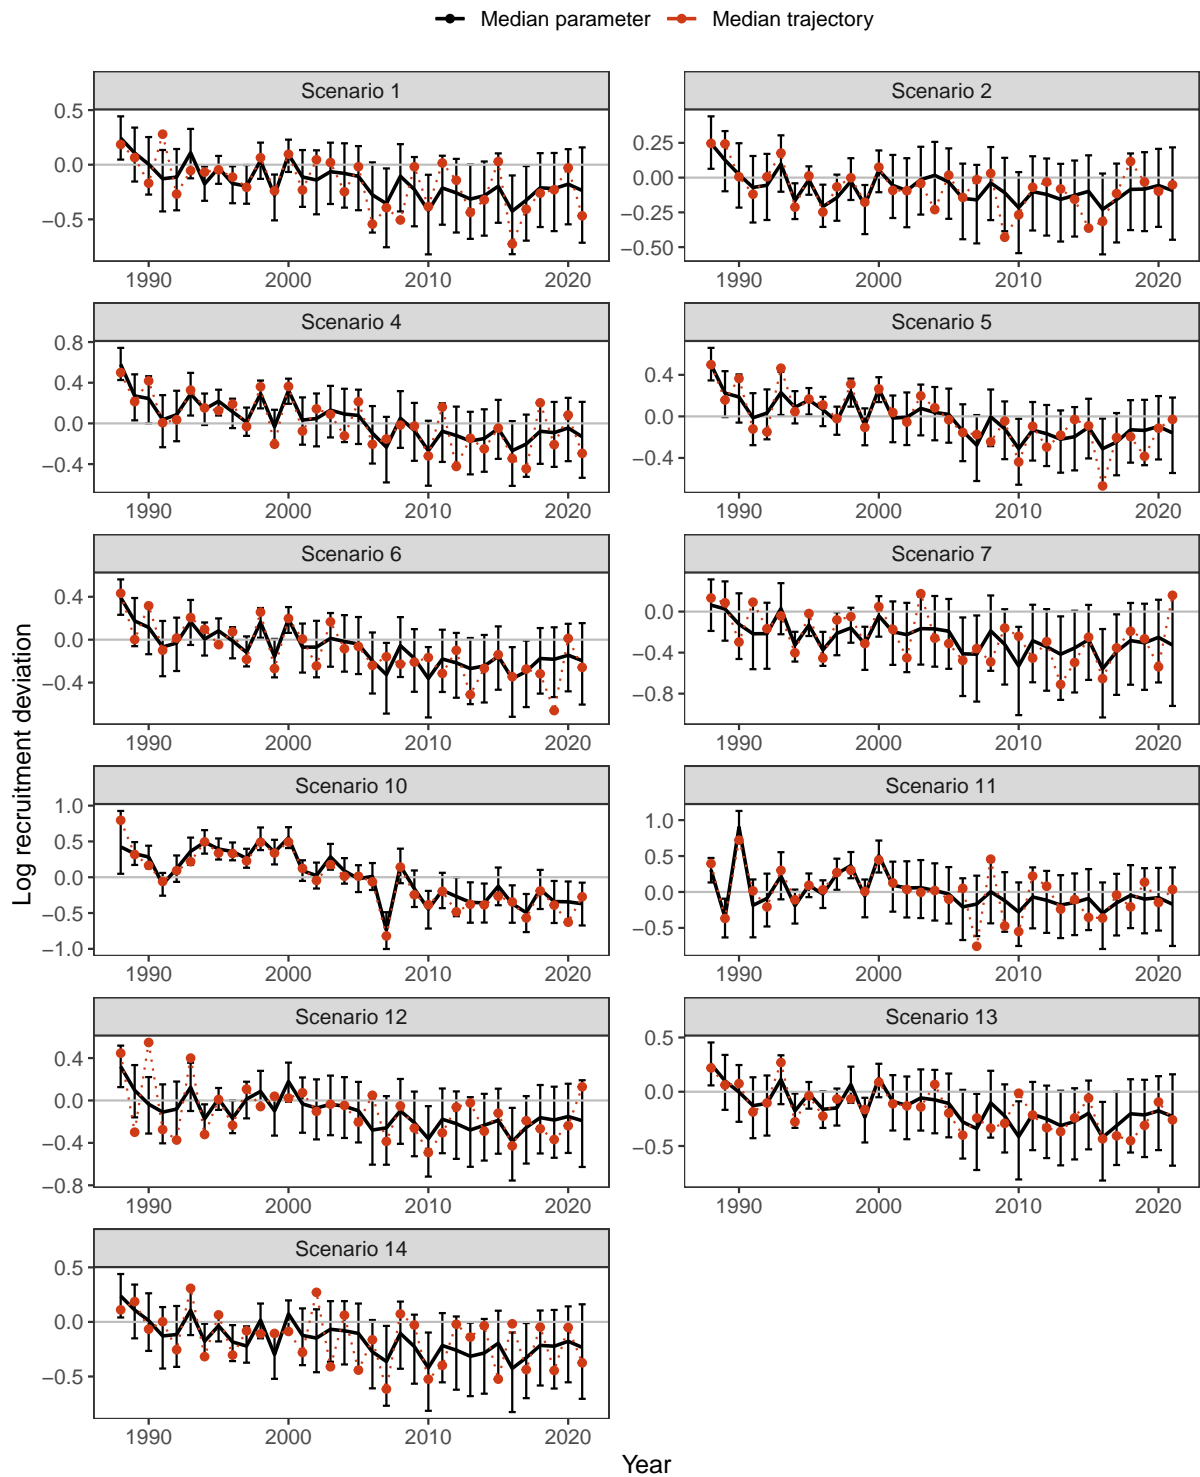 Median parameter Median trajectory
Scenario 1
Scenario 2
0.5
0.0
−0.5
0.25
0.00
−0.25
−0.50
1990 2000 2010 2020
1990 2000 2010 2020
Scenario 4
Scenario 5
0.8
0.4
0.0
−0.4
0.4
0.0
−0.4
1990 2000 2010 2020
1990 2000 2010 2020
Scenario 6
Scenario 7
0.4
0.0
−0.4
0.0
−0.4
−0.8
1990 2000 2010 2020
1990 2000 2010 2020
Log recruitment deviation
Scenario 10
Scenario 11
1.0
0.5
0.0
−0.5
−1.0
1.0
0.5
0.0
−0.5
1990 2000 2010 2020
1990 2000 2010 2020
Scenario 12
Scenario 13
0.4
0.0
−0.4
−0.8
0.5
0.0
−0.5
1990 2000 2010 2020
1990 2000 2010 2020
Scenario 14
0.5
0.0
−0.5
1990 2000 2010 2020
Year